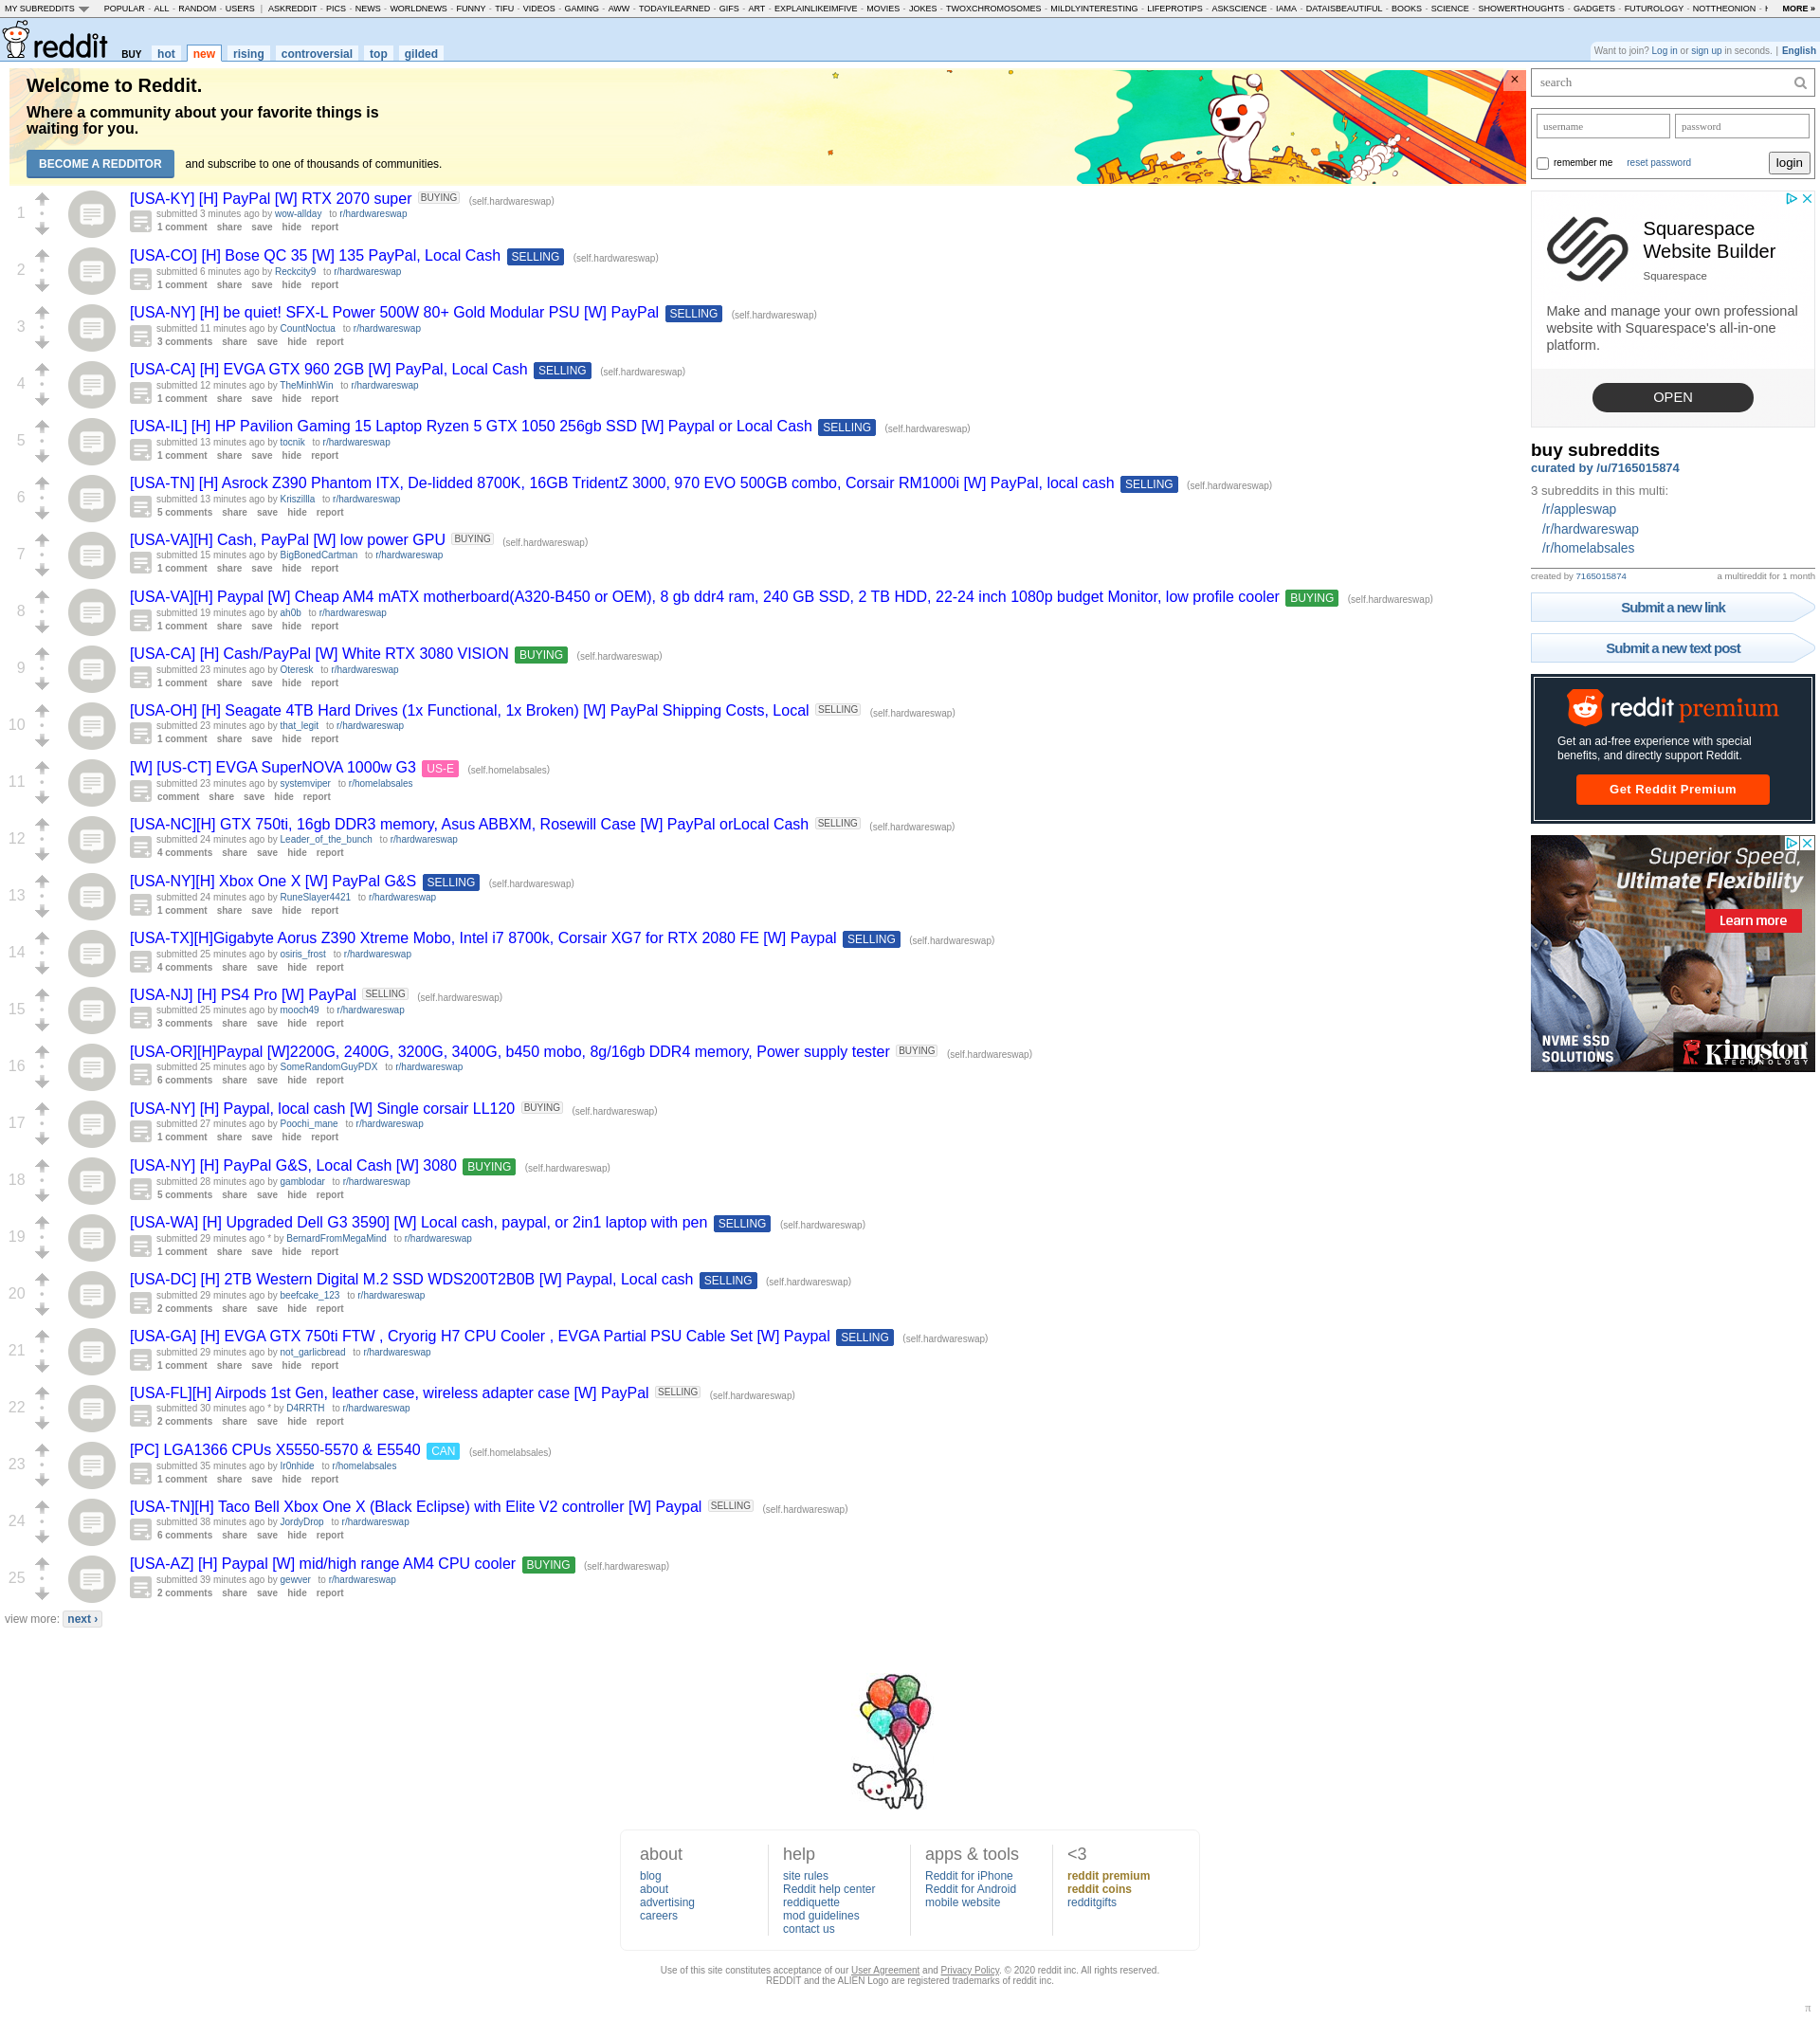 MY SUBREDDITS POPULAR - ALL - RANDOM - USERS | ASKREDDIT - PICS - NEWS - WORLDNEWS - FUNNY - TIFU - VIDEOS - GAMING - AWW - TODAYILEARNED - GIFS - ART - EXPLAINLIKEIMFIVE - MOVIES - JOKES - TWOXCHROMOSOMES - MILDLYINTERESTING - LIFEPROTIPS - ASKSCIENCE - IAMA - DATAISBEAUTIFUL - BOOKS - SCIENCE - SHOWERTHOUGHTS - GADGETS - FUTUROLOGY - NOTTHEONION - MORE »
reddit BUY hot new rising controversial top gilded
Want to join? Log in or sign up in seconds. | English
Welcome to Reddit.
Where a community about your favorite things is
waiting for you.
BECOME A REDDITOR and subscribe to one of thousands of communities.
×
1
[USA-KY] [H] PayPal [W] RTX 2070 super BUYING (self.hardwareswap)
submitted 3 minutes ago by wow-allday to r/hardwareswap
1 comment share save hide report
2
[USA-CO] [H] Bose QC 35 [W] 135 PayPal, Local Cash SELLING (self.hardwareswap)
submitted 6 minutes ago by Reckcity9 to r/hardwareswap
1 comment share save hide report
3
[USA-NY] [H] be quiet! SFX-L Power 500W 80+ Gold Modular PSU [W] PayPal SELLING (self.hardwareswap)
submitted 11 minutes ago by CountNoctua to r/hardwareswap
3 comments share save hide report
4
[USA-CA] [H] EVGA GTX 960 2GB [W] PayPal, Local Cash SELLING (self.hardwareswap)
submitted 12 minutes ago by TheMinhWin to r/hardwareswap
1 comment share save hide report
5
[USA-IL] [H] HP Pavilion Gaming 15 Laptop Ryzen 5 GTX 1050 256gb SSD [W] Paypal or Local Cash SELLING (self.hardwareswap)
submitted 13 minutes ago by tocnik to r/hardwareswap
1 comment share save hide report
6
[USA-TN] [H] Asrock Z390 Phantom ITX, De-lidded 8700K, 16GB TridentZ 3000, 970 EVO 500GB combo, Corsair RM1000i [W] PayPal, local cash SELLING (self.hardwareswap)
submitted 13 minutes ago by Kriszillla to r/hardwareswap
5 comments share save hide report
7
[USA-VA][H] Cash, PayPal [W] low power GPU BUYING (self.hardwareswap)
submitted 15 minutes ago by BigBonedCartman to r/hardwareswap
1 comment share save hide report
8
[USA-VA][H] Paypal [W] Cheap AM4 mATX motherboard(A320-B450 or OEM), 8 gb ddr4 ram, 240 GB SSD, 2 TB HDD, 22-24 inch 1080p budget Monitor, low profile cooler BUYING (self.hardwareswap)
submitted 19 minutes ago by ah0b to r/hardwareswap
1 comment share save hide report
9
[USA-CA] [H] Cash/PayPal [W] White RTX 3080 VISION BUYING (self.hardwareswap)
submitted 23 minutes ago by Oteresk to r/hardwareswap
1 comment share save hide report
10
[USA-OH] [H] Seagate 4TB Hard Drives (1x Functional, 1x Broken) [W] PayPal Shipping Costs, Local SELLING (self.hardwareswap)
submitted 23 minutes ago by that_legit to r/hardwareswap
1 comment share save hide report
11
[W] [US-CT] EVGA SuperNOVA 1000w G3 US-E (self.homelabsales)
submitted 23 minutes ago by systemviper to r/homelabsales
comment share save hide report
12
[USA-NC][H] GTX 750ti, 16gb DDR3 memory, Asus ABBXM, Rosewill Case [W] PayPal orLocal Cash SELLING (self.hardwareswap)
submitted 24 minutes ago by Leader_of_the_bunch to r/hardwareswap
4 comments share save hide report
13
[USA-NY][H] Xbox One X [W] PayPal G&S SELLING (self.hardwareswap)
submitted 24 minutes ago by RuneSlayer4421 to r/hardwareswap
1 comment share save hide report
14
[USA-TX][H]Gigabyte Aorus Z390 Xtreme Mobo, Intel i7 8700k, Corsair XG7 for RTX 2080 FE [W] Paypal SELLING (self.hardwareswap)
submitted 25 minutes ago by osiris_frost to r/hardwareswap
4 comments share save hide report
15
[USA-NJ] [H] PS4 Pro [W] PayPal SELLING (self.hardwareswap)
submitted 25 minutes ago by mooch49 to r/hardwareswap
3 comments share save hide report
16
[USA-OR][H]Paypal [W]2200G, 2400G, 3200G, 3400G, b450 mobo, 8g/16gb DDR4 memory, Power supply tester BUYING (self.hardwareswap)
submitted 25 minutes ago by SomeRandomGuyPDX to r/hardwareswap
6 comments share save hide report
17
[USA-NY] [H] Paypal, local cash [W] Single corsair LL120 BUYING (self.hardwareswap)
submitted 27 minutes ago by Poochi_mane to r/hardwareswap
1 comment share save hide report
18
[USA-NY] [H] PayPal G&S, Local Cash [W] 3080 BUYING (self.hardwareswap)
submitted 28 minutes ago by gamblodar to r/hardwareswap
5 comments share save hide report
19
[USA-WA] [H] Upgraded Dell G3 3590] [W] Local cash, paypal, or 2in1 laptop with pen SELLING (self.hardwareswap)
submitted 29 minutes ago * by BernardFromMegaMind to r/hardwareswap
1 comment share save hide report
20
[USA-DC] [H] 2TB Western Digital M.2 SSD WDS200T2B0B [W] Paypal, Local cash SELLING (self.hardwareswap)
submitted 29 minutes ago by beefcake_123 to r/hardwareswap
2 comments share save hide report
21
[USA-GA] [H] EVGA GTX 750ti FTW , Cryorig H7 CPU Cooler , EVGA Partial PSU Cable Set [W] Paypal SELLING (self.hardwareswap)
submitted 29 minutes ago by not_garlicbread to r/hardwareswap
1 comment share save hide report
22
[USA-FL][H] Airpods 1st Gen, leather case, wireless adapter case [W] PayPal SELLING (self.hardwareswap)
submitted 30 minutes ago * by D4RRTH to r/hardwareswap
2 comments share save hide report
23
[PC] LGA1366 CPUs X5550-5570 & E5540 CAN (self.homelabsales)
submitted 35 minutes ago by Ir0nhide to r/homelabsales
1 comment share save hide report
24
[USA-TN][H] Taco Bell Xbox One X (Black Eclipse) with Elite V2 controller [W] Paypal SELLING (self.hardwareswap)
submitted 38 minutes ago by JordyDrop to r/hardwareswap
6 comments share save hide report
25
[USA-AZ] [H] Paypal [W] mid/high range AM4 CPU cooler BUYING (self.hardwareswap)
submitted 39 minutes ago by gewver to r/hardwareswap
2 comments share save hide report
view more: next ›
search
username password
remember me reset password login
Squarespace
Website Builder
Squarespace
Make and manage your own professional
website with Squarespace's all-in-one
platform.
OPEN
buy subreddits
curated by /u/7165015874
3 subreddits in this multi:
/r/appleswap
/r/hardwareswap
/r/homelabsales
created by 7165015874 a multireddit for 1 month
Submit a new link
Submit a new text post
reddit premium
Get an ad-free experience with special
benefits, and directly support Reddit.
Get Reddit Premium
Superior Speed,
Ultimate Flexibility
Learn more
NVME SSD
SOLUTIONS
Kingston
TECHNOLOGY
about
blog
about
advertising
careers
help
site rules
Reddit help center
reddiquette
mod guidelines
contact us
apps & tools
Reddit for iPhone
Reddit for Android
mobile website
<3
reddit premium
reddit coins
redditgifts
Use of this site constitutes acceptance of our User Agreement and Privacy Policy. © 2020 reddit inc. All rights reserved.
REDDIT and the ALIEN Logo are registered trademarks of reddit inc.
π